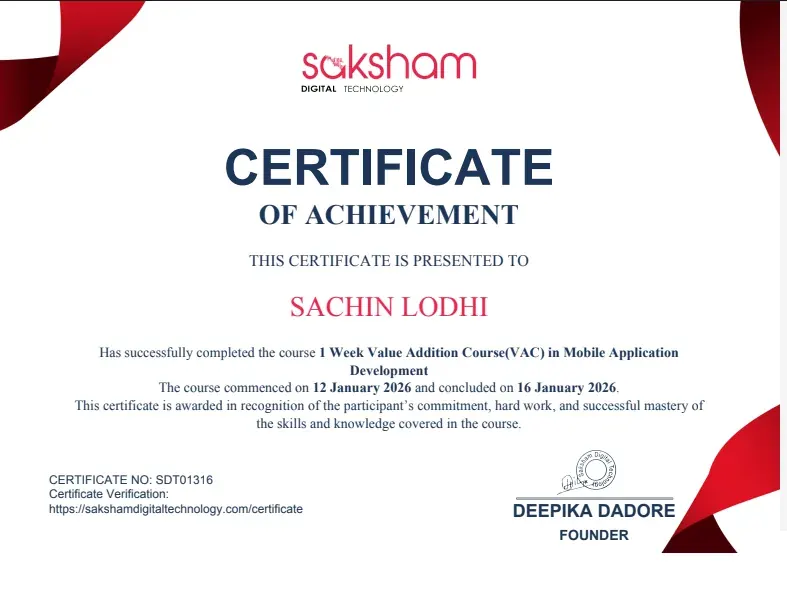 saksham
DIGITAL TECHNOLOGY
CERTIFICATE
OF ACHIEVEMENT
THIS CERTIFICATE IS PRESENTED TO
SACHIN LODHI
Has successfully completed the course 1 Week Value Addition Course(VAC) in Mobile Application
Development
The course commenced on 12 January 2026 and concluded on 16 January 2026.
This certificate is awarded in recognition of the participant’s commitment, hard work, and successful mastery of
the skills and knowledge covered in the course.
CERTIFICATE NO: SDT01316
Certificate Verification:
https://sakshamdigitaltechnology.com/certificate
Saksham Digital Technology
DEEPIKA DADORE
FOUNDER